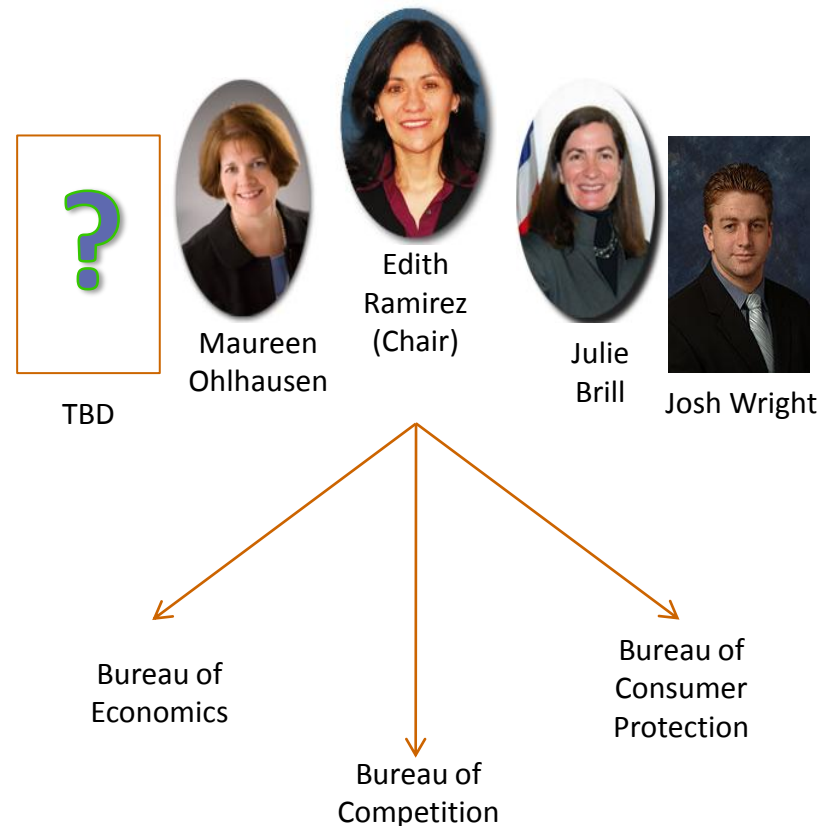 ?
TBD
Maureen
Ohlhausen
Edith
Ramirez
(Chair)
Julie
Brill
Josh Wright
Bureau of
Economics
Bureau of
Competition
Bureau of
Consumer
Protection